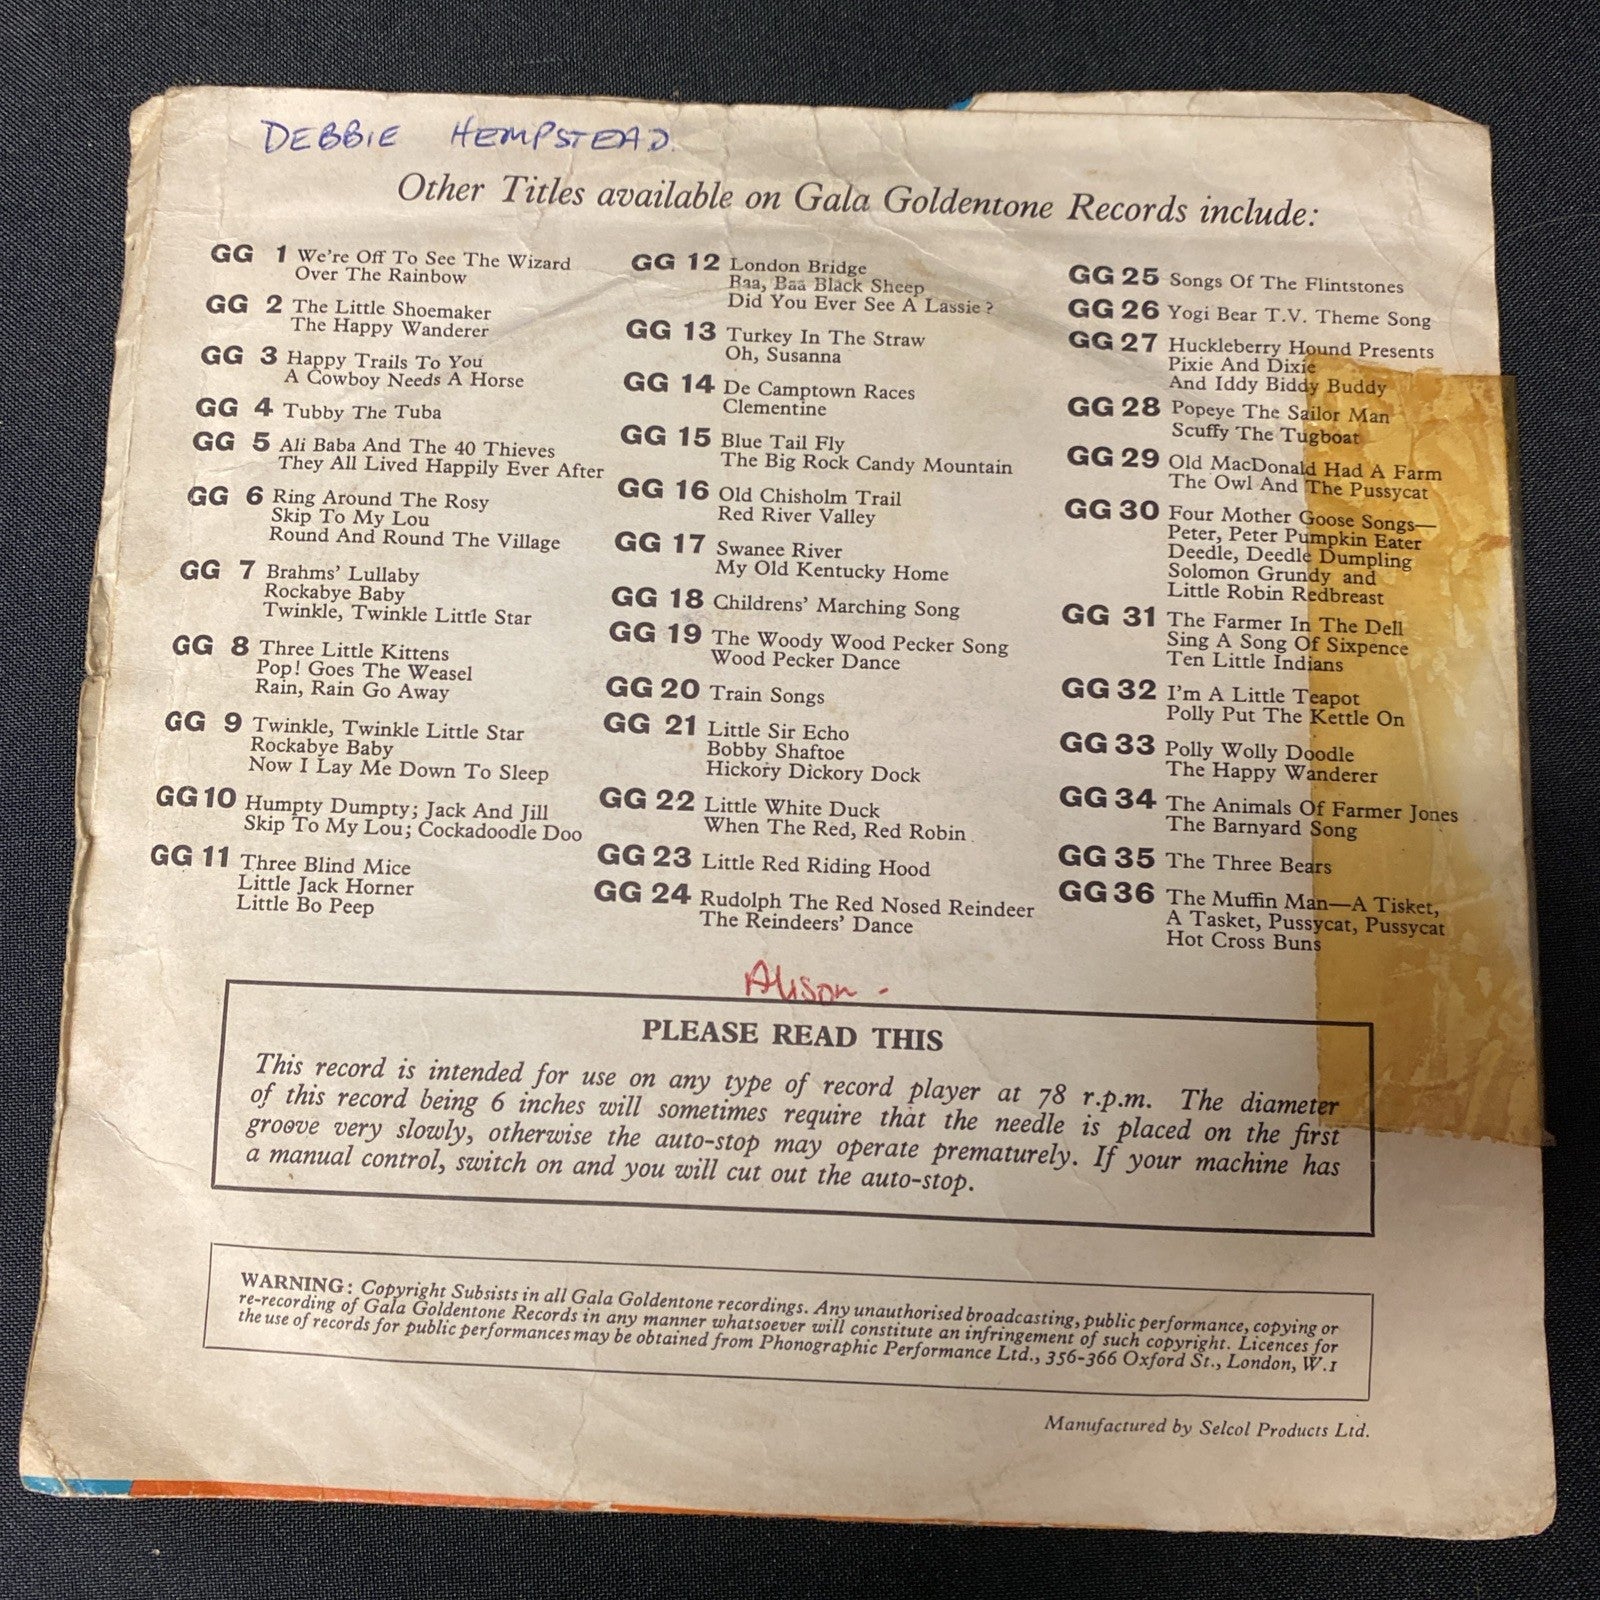 DEBBIE HEMPSTEAD.
Other Titles available on Gala Goldentone Records include:
GG 1 We're Off To See The Wizard
Over The Rainbow
GG 2 The Little Shoemaker
The Happy Wanderer
GG 3 Happy Trails To You
A Cowboy Needs A Horse
GG 4 Tubby The Tuba
GG 5 Ali Baba And The 40 Thieves
They All Lived Happily Ever After
GG 6 Ring Around The Rosy
Skip To My Lou
Round And Round The Village
GG 7 Brahms' Lullaby
Rockabye Baby
Twinkle, Twinkle Little Star
GG 8 Three Little Kittens
Pop! Goes The Weasel
Rain, Rain Go Away
GG 9 Twinkle, Twinkle Little Star
Rockabye Baby
Now I Lay Me Down To Sleep
GG 10 Humpty Dumpty; Jack And Jill
Skip To My Lou; Cockadoodle Doo
GG 11 Three Blind Mice
Little Jack Horner
Little Bo Peep
GG 12 London Bridge
Baa, Baa Black Sheep
Did You Ever See A Lassie?
GG 13 Turkey In The Straw
Oh, Susanna
GG 14 De Camptown Races
Clementine
GG 15 Blue Tail Fly
The Big Rock Candy Mountain
GG 16 Old Chisholm Trail
Red River Valley
GG 17 Swanee River
My Old Kentucky Home
GG 18 Childrens' Marching Song
GG 19 The Woody Wood Pecker Song
Wood Pecker Dance
GG 20 Train Songs
GG 21 Little Sir Echo
Bobby Shaftoe
Hickory Dickory Dock
GG 22 Little White Duck
When The Red, Red Robin
GG 23 Little Red Riding Hood
GG 24 Rudolph The Red Nosed Reindeer
The Reindeers' Dance
GG 25 Songs Of The Flintstones
GG 26 Yogi Bear T.V. Theme Song
GG 27 Huckleberry Hound Presents
Pixie And Dixie
And Iddy Biddy Buddy
GG 28 Popeye The Sailor Man
Scuffy The Tugboat
GG 29 Old MacDonald Had A Farm
The Owl And The Pussycat
GG 30 Four Mother Goose Songs—
Peter, Peter Pumpkin Eater
Deedle, Deedle Dumpling
Solomon Grundy and
Little Robin Redbreast
GG 31 The Farmer In The Dell
Sing A Song Of Sixpence
Ten Little Indians
GG 32 I'm A Little Teapot
Polly Put The Kettle On
GG 33 Polly Wolly Doodle
The Happy Wanderer
GG 34 The Animals Of Farmer Jones
The Barnyard Song
GG 35 The Three Bears
GG 36 The Muffin Man—A Tisket,
A Tasket, Pussycat, Pussycat
Hot Cross Buns
Alison -
PLEASE READ THIS
This record is intended for use on any type of record player at 78 r.p.m. The diameter
of this record being 6 inches will sometimes require that the needle is placed on the first
groove very slowly, otherwise the auto-stop may operate prematurely. If your machine has
a manual control, switch on and you will cut out the auto-stop.
WARNING: Copyright Subsists in all Gala Goldentone recordings. Any unauthorised broadcasting, public performance, copying or
re-recording of Gala Goldentone Records in any manner whatsoever will constitute an infringement of such copyright. Licences for
the use of records for public performances may be obtained from Phonographic Performance Ltd., 356-366 Oxford St., London, W.1
Manufactured by Selcol Products Ltd.